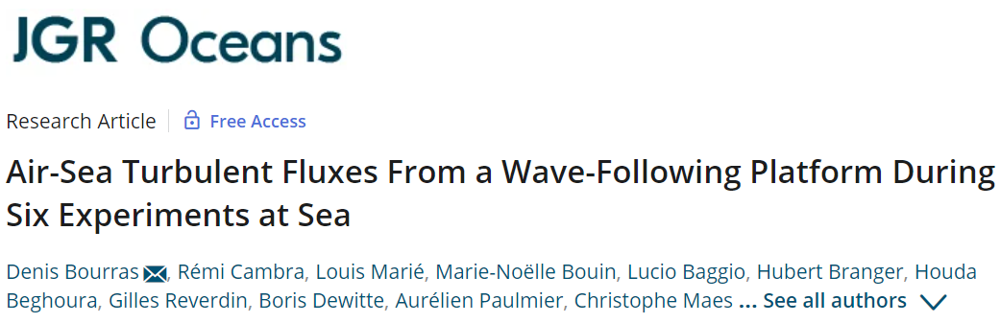 JGR Oceans
Research Article Free Access
Air-Sea Turbulent Fluxes From a Wave-Following Platform During
Six Experiments at Sea
Denis Bourras, Rémi Cambra, Louis Marié, Marie-Noëlle Bouin, Lucio Baggio, Hubert Branger, Houda
Beghoura, Gilles Reverdin, Boris Dewitte, Aurélien Paulmier, Christophe Maes ... See all authors